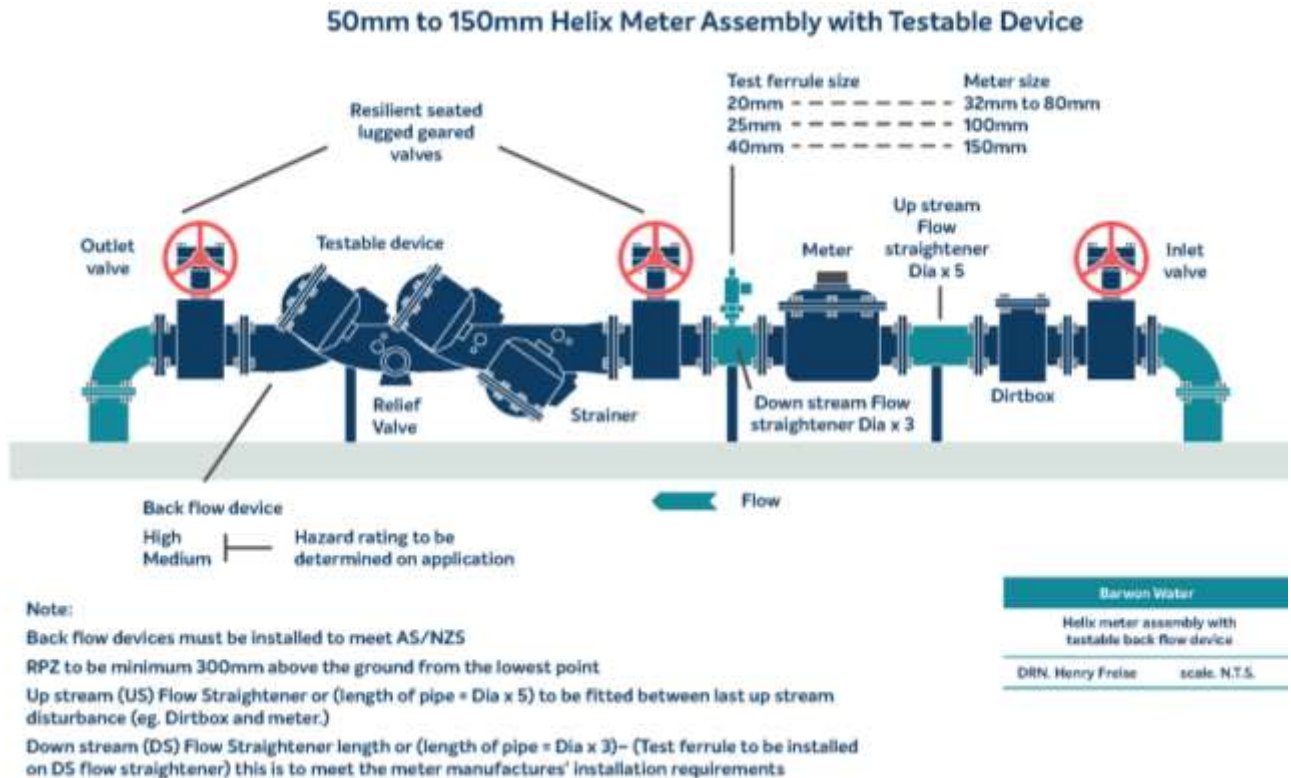 50mm to 150mm Helix Meter Assembly with Testable Device
Test ferrule size Meter size
20mm 32mm to 80mm
25mm 100mm
40mm 150mm
Resilient seated
lugged geared
valves
Outlet
valve
Testable device
Up stream
Flow
straightener
Dia x 5
Meter
Inlet
valve
Relief
Valve
Strainer
Down stream Flow
straightener Dia x 3
Dirtbox
Back flow device
High
Medium
Hazard rating to be
determined on application
Flow
Note:
Back flow devices must be installed to meet AS/NZS
RPZ to be minimum 300mm above the ground from the lowest point
Up stream (US) Flow Straightener or (length of pipe = Dia x 5) to be fitted between last up stream
disturbance (eg. Dirtbox and meter.)
Down stream (DS) Flow Straightener length or (length of pipe = Dia x 3)– (Test ferrule to be installed
on DS flow straightener) this is to meet the meter manufactures' installation requirements
Barwon Water
Helix meter assembly with
testable back flow device
DRN. Henry Freise scale. N.T.S.